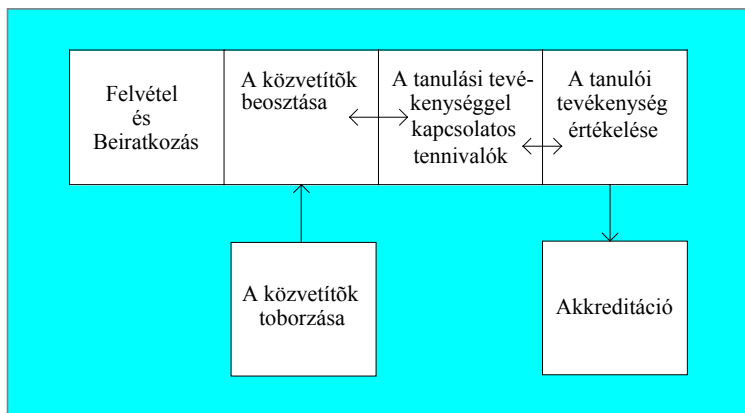 Felvétel
és
Beiratkozás
A közvetítõk
beosztása
A tanulási tevé-
kenységgel
kapcsolatos
tennivalók
A tanulói
tevékenység
értékelése
A közvetítõk
toborzása
Akkreditáció